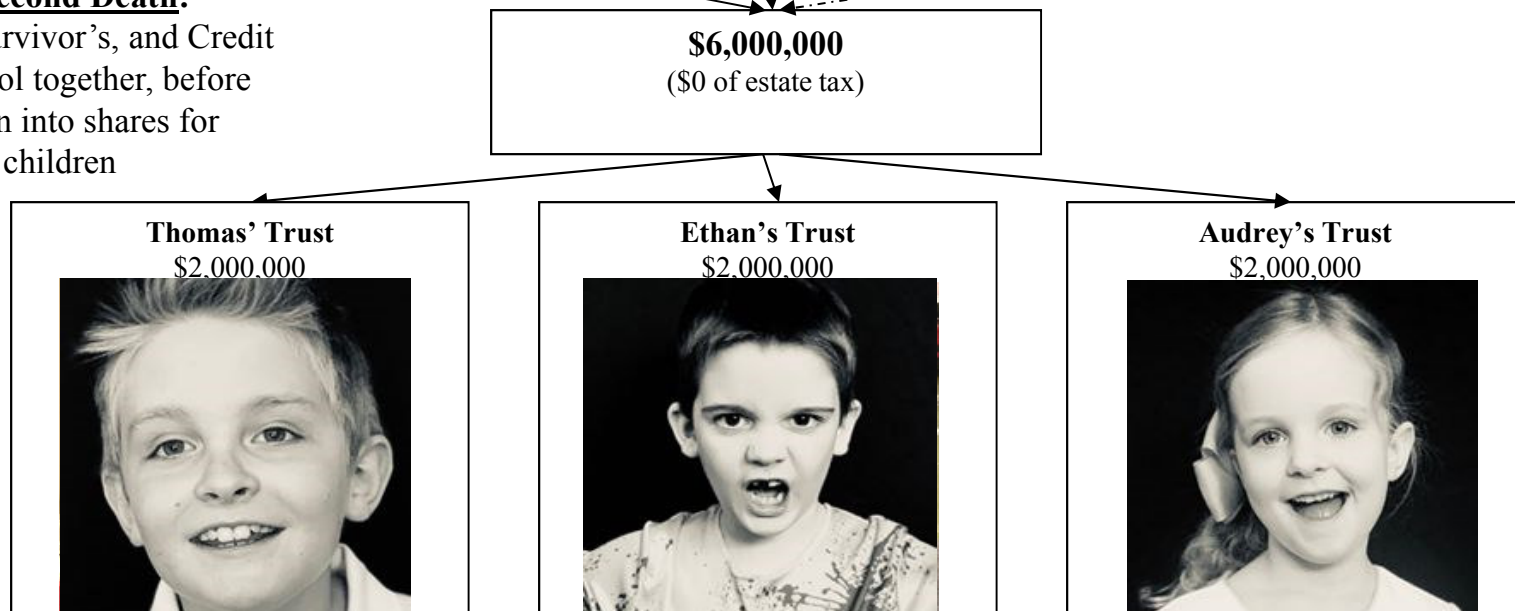 Second Death:
rvivor's, and Credit
ol together, before
n into shares for
children
$6,000,000
($0 of estate tax)
Thomas' Trust
$2,000,000
Ethan's Trust
$2,000,000
Audrey's Trust
$2,000,000